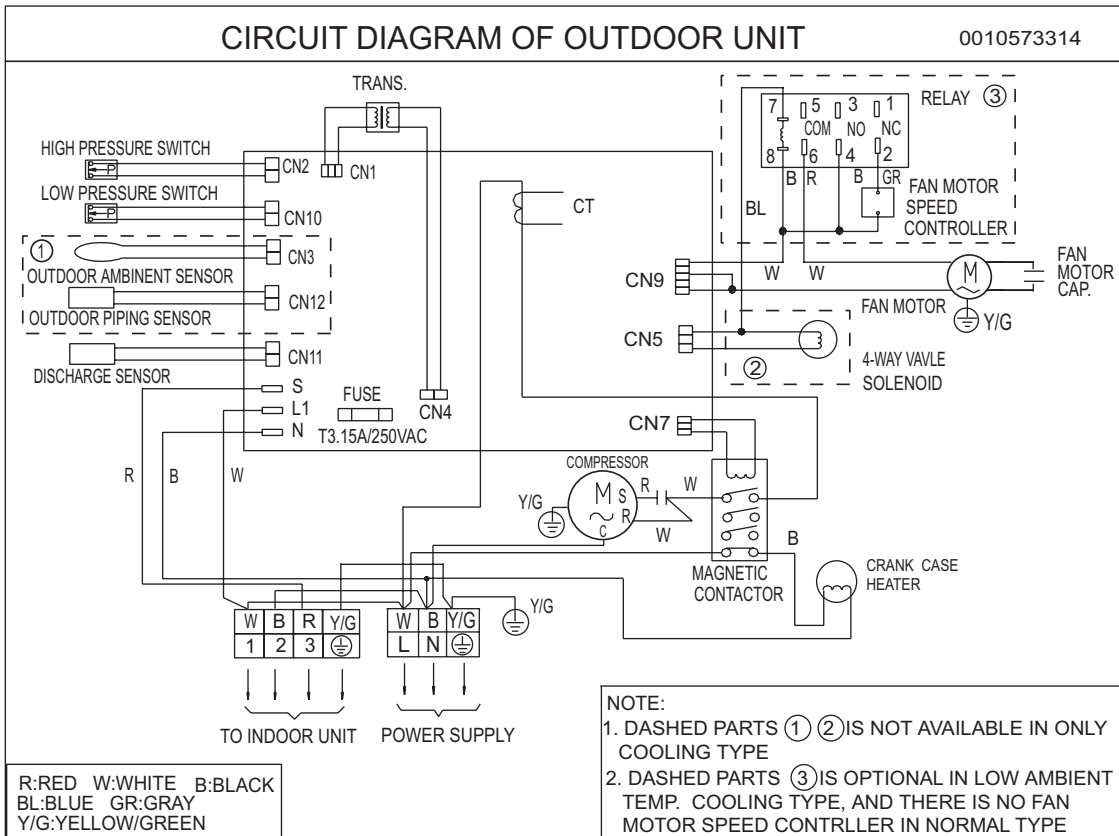 CIRCUIT DIAGRAM OF OUTDOOR UNIT
0010573314
TRANS.
HIGH PRESSURE SWITCH
P
CN2
CN1
LOW PRESSURE SWITCH
P
CN10
①
CN3
OUTDOOR AMBINENT SENSOR
CN12
OUTDOOR PIPING SENSOR
CN11
DISCHARGE SENSOR
S
L1
N
FUSE
T3.15A/250VAC
CN4
CT
RELAY ③
7 5 3 1
COM NO NC
8 6 4 2
B R B GR
BL
FAN MOTOR
SPEED
CONTROLLER
CN9
W W
M
FAN
MOTOR
CAP.
FAN MOTOR
Y/G
CN5
②
4-WAY VAVLE
SOLENOID
CN7
COMPRESSOR
M S
R
C
R W
W
Y/G
B
MAGNETIC
CONTACTOR
CRANK CASE
HEATER
R B W
Y/G
W B R Y/G
1 2 3
W B Y/G
L N
TO INDOOR UNIT
POWER SUPPLY
R:RED W:WHITE B:BLACK
BL:BLUE GR:GRAY
Y/G:YELLOW/GREEN
NOTE:
1. DASHED PARTS ① ② IS NOT AVAILABLE IN ONLY
COOLING TYPE
2. DASHED PARTS ③ IS OPTIONAL IN LOW AMBIENT
TEMP. COOLING TYPE, AND THERE IS NO FAN
MOTOR SPEED CONTRLLER IN NORMAL TYPE